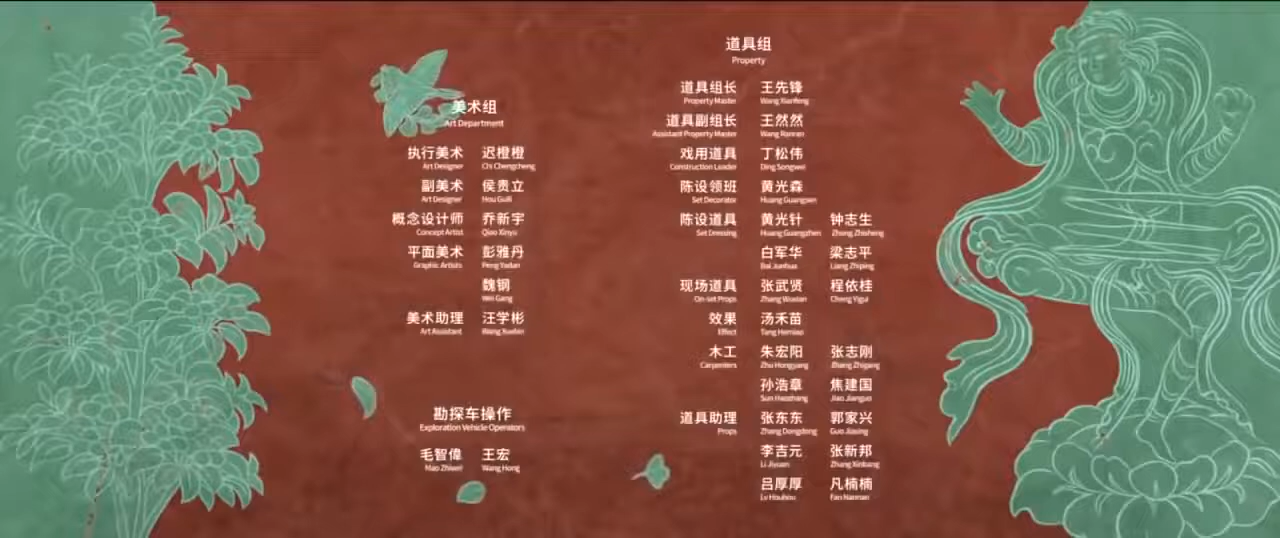 美术组
Art Department
执行美术 迟橙橙
Art Designer Chi Chengcheng
副美术 侯贵立
Art Designer Hou Guili
概念设计师 乔新宇
Concept Artist Qiao Xinyu
平面美术 彭雅丹
Graphic Artists Peng Yadan
魏钢
Wei Gang
美术助理 汪学彬
Art Assistant
勘探车操作
Exploration Vehicle Operators
毛智偉 王宏
Mao Zhiwei Wang Hong
道具组
Property
道具组长 王先锋
Property Master Wang Xianfeng
道具副组长 王然然
Assistant Property Master Wang Ranran
戏用道具 丁松伟
Construction Leader Ding Songwei
陈设领班 黄光森
Set Decorator Huang Guangsen
陈设道具 黄光针 钟志生
Set Dressing Huang Guangzhen Zhong Zhisheng
白军华 梁志平
Bai Junhua Liang Zhiping
现场道具 张武贤 程依桂
On-set Props Zhang Wuxian Cheng Yigui
效果 汤禾苗
Effect Tang Hemiao
木工 朱宏阳 张志刚
Carpenters Zhu Hongyang Zhang Zhigang
孙浩章 焦建国
Sun Haozhang Jiao Jianguo
道具助理 张东东 郭家兴
Props Zhang Dongdong Guo Jiaxing
李吉元 张新邦
Li Jiyuan Zhang Xinbang
吕厚厚 凡楠楠
Lv Houhou Fan Nannan